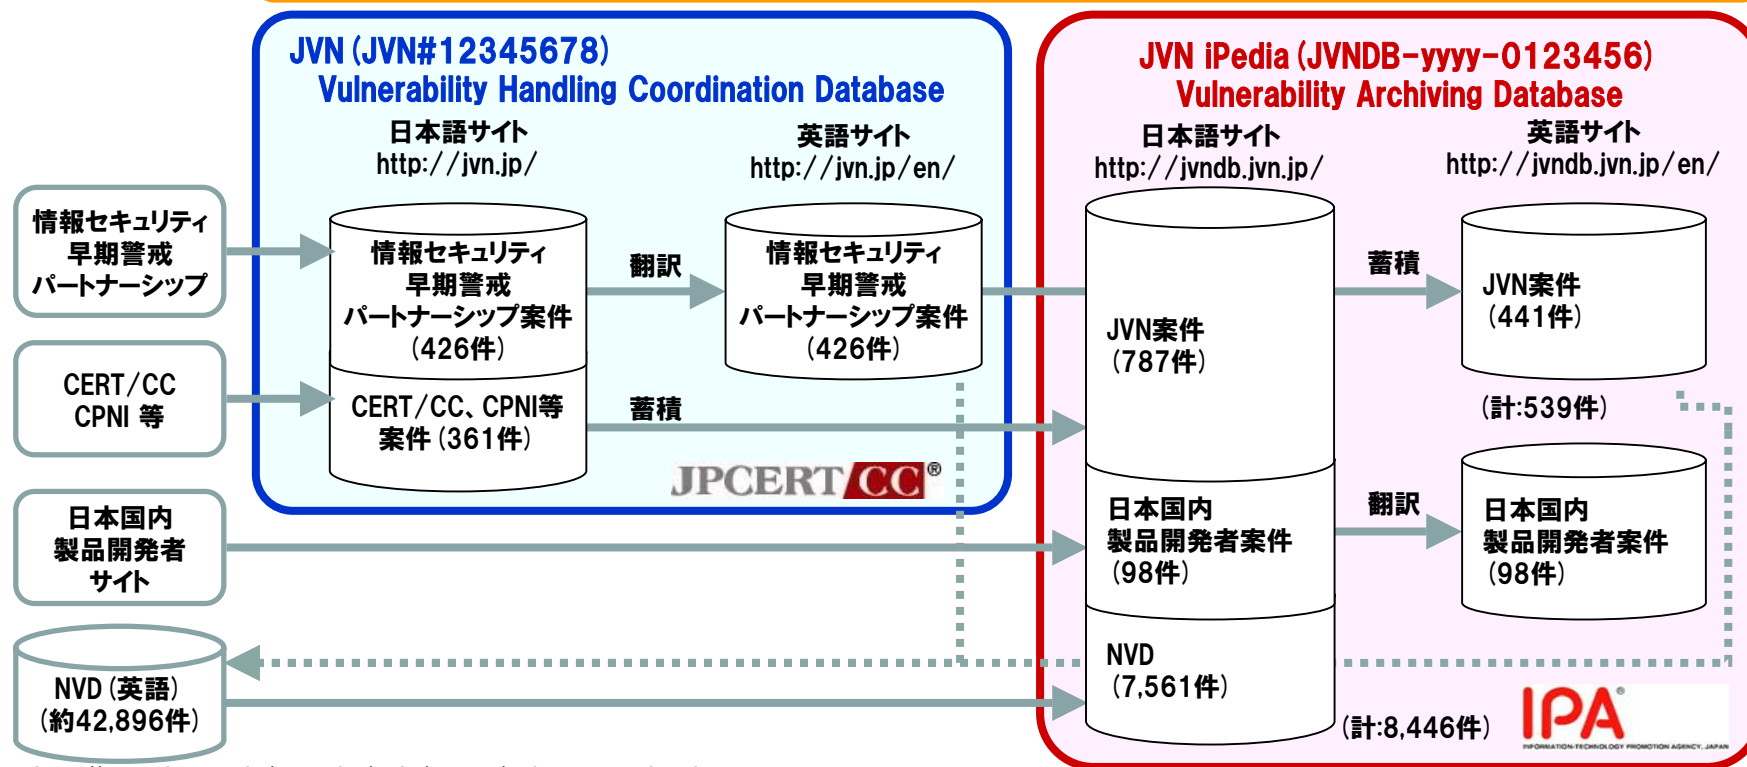 JVN (JVN#12345678)
Vulnerability Handling Coordination Database
日本語サイト
http://jvn.jp/
英語サイト
http://jvn.jp/en/
JVN iPedia (JVNDB-yyyy-0123456)
Vulnerability Archiving Database
日本語サイト
http://jvndb.jvn.jp/
英語サイト
http://jvndb.jvn.jp/en/
情報セキュリティ
早期警戒
パートナーシップ
CERT/CC
CPNI 等
日本国内
製品開発者
サイト
NVD (英語)
(約42,896件)
情報セキュリティ
早期警戒
パートナーシップ案件
(426件)
CERT/CC、CPNI等
案件 (361件)
翻訳
蓄積
情報セキュリティ
早期警戒
パートナーシップ案件
(426件)
JPCERT/CC®
JVN案件
(787件)
日本国内
製品開発者案件
(98件)
NVD
(7,561件)
(計:8,446件)
蓄積
翻訳
JVN案件
(441件)
(計:539件)
日本国内
製品開発者案件
(98件)
IPA®
INFORMATION-TECHNOLOGY PROMOTION AGENCY, JAPAN